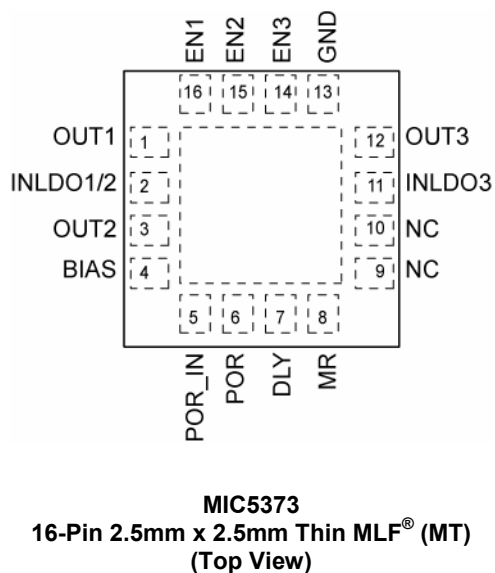 EN1 EN2 EN3 GND
16 15 14 13
OUT1 1 12 OUT3
INLDO1/2 2 11 INLDO3
OUT2 3 10 NC
BIAS 4 9 NC
5 6 7 8
POR_IN POR DLY MR
MIC5373
16-Pin 2.5mm x 2.5mm Thin MLF® (MT)
(Top View)